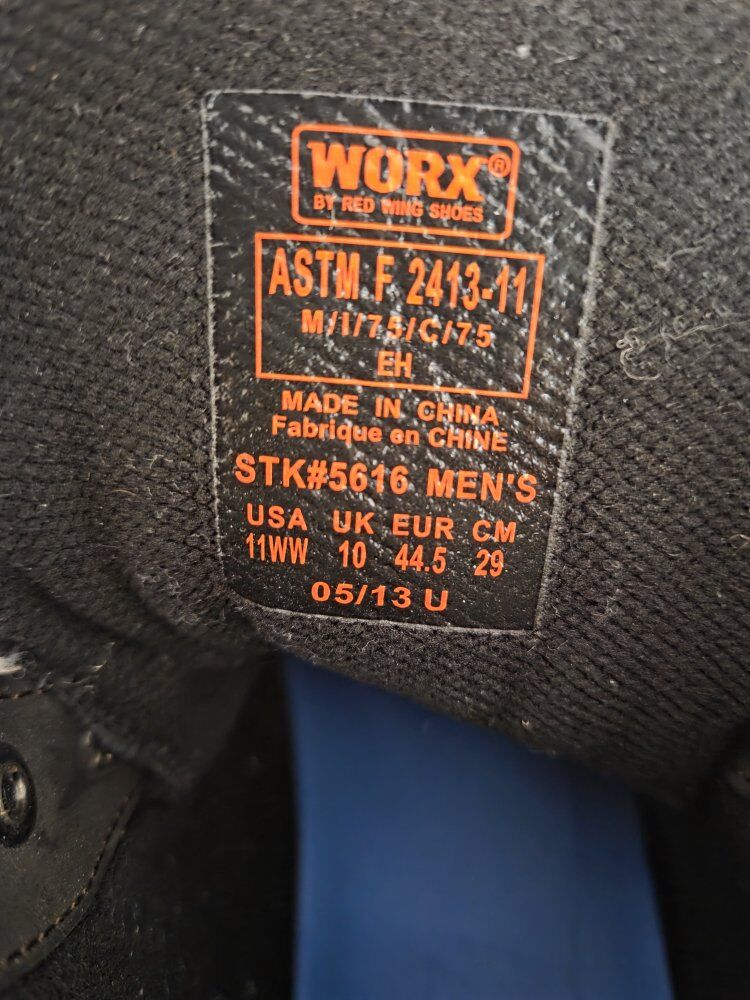 WORX®
BY RED WING SHOES
ASTM F 2413-11
M/I/75/C/75
EH
MADE IN CHINA
Fabrique en CHINE
STK#5616 MEN'S
USA UK EUR CM
11WW 10 44.5 29
05/13 U